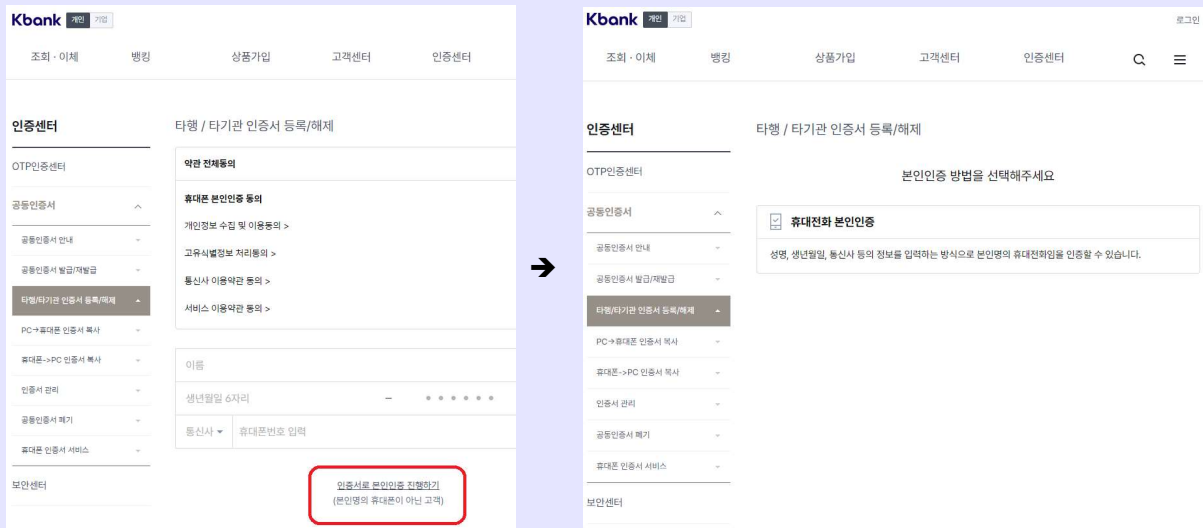 Kbank 개인 기업
조회 · 이체 뱅킹 상품가입 고객센터 인증센터
인증센터
OTP인증센터
공동인증서
공동인증서 안내
공동인증서 발급/재발급
타행/타기관 인증서 등록/해제
PC→휴대폰 인증서 복사
휴대폰->PC 인증서 복사
인증서 관리
공동인증서 폐기
휴대폰 인증서 서비스
보안센터
타행 / 타기관 인증서 등록/해제
약관 전체동의
휴대폰 본인인증 동의
개인정보 수집 및 이용동의 >
고유식별정보 처리동의 >
통신사 이용약관 동의 >
서비스 이용약관 동의 >
이름
생년월일 6자리 – ● ● ● ● ● ●
통신사 ▼ 휴대폰번호 입력
인증서로 본인인증 진행하기
(본인명의 휴대폰이 아닌 고객)
➔
Kbank 개인 기업
로그인
조회 · 이체 뱅킹 상품가입 고객센터 인증센터
인증센터
OTP인증센터
공동인증서
공동인증서 안내
공동인증서 발급/재발급
타행/타기관 인증서 등록/해제
PC→휴대폰 인증서 복사
휴대폰->PC 인증서 복사
인증서 관리
공동인증서 폐기
휴대폰 인증서 서비스
보안센터
타행 / 타기관 인증서 등록/해제
본인인증 방법을 선택해주세요
휴대전화 본인인증
성명, 생년월일, 통신사 등의 정보를 입력하는 방식으로 본인명의 휴대전화임을 인증할 수 있습니다.